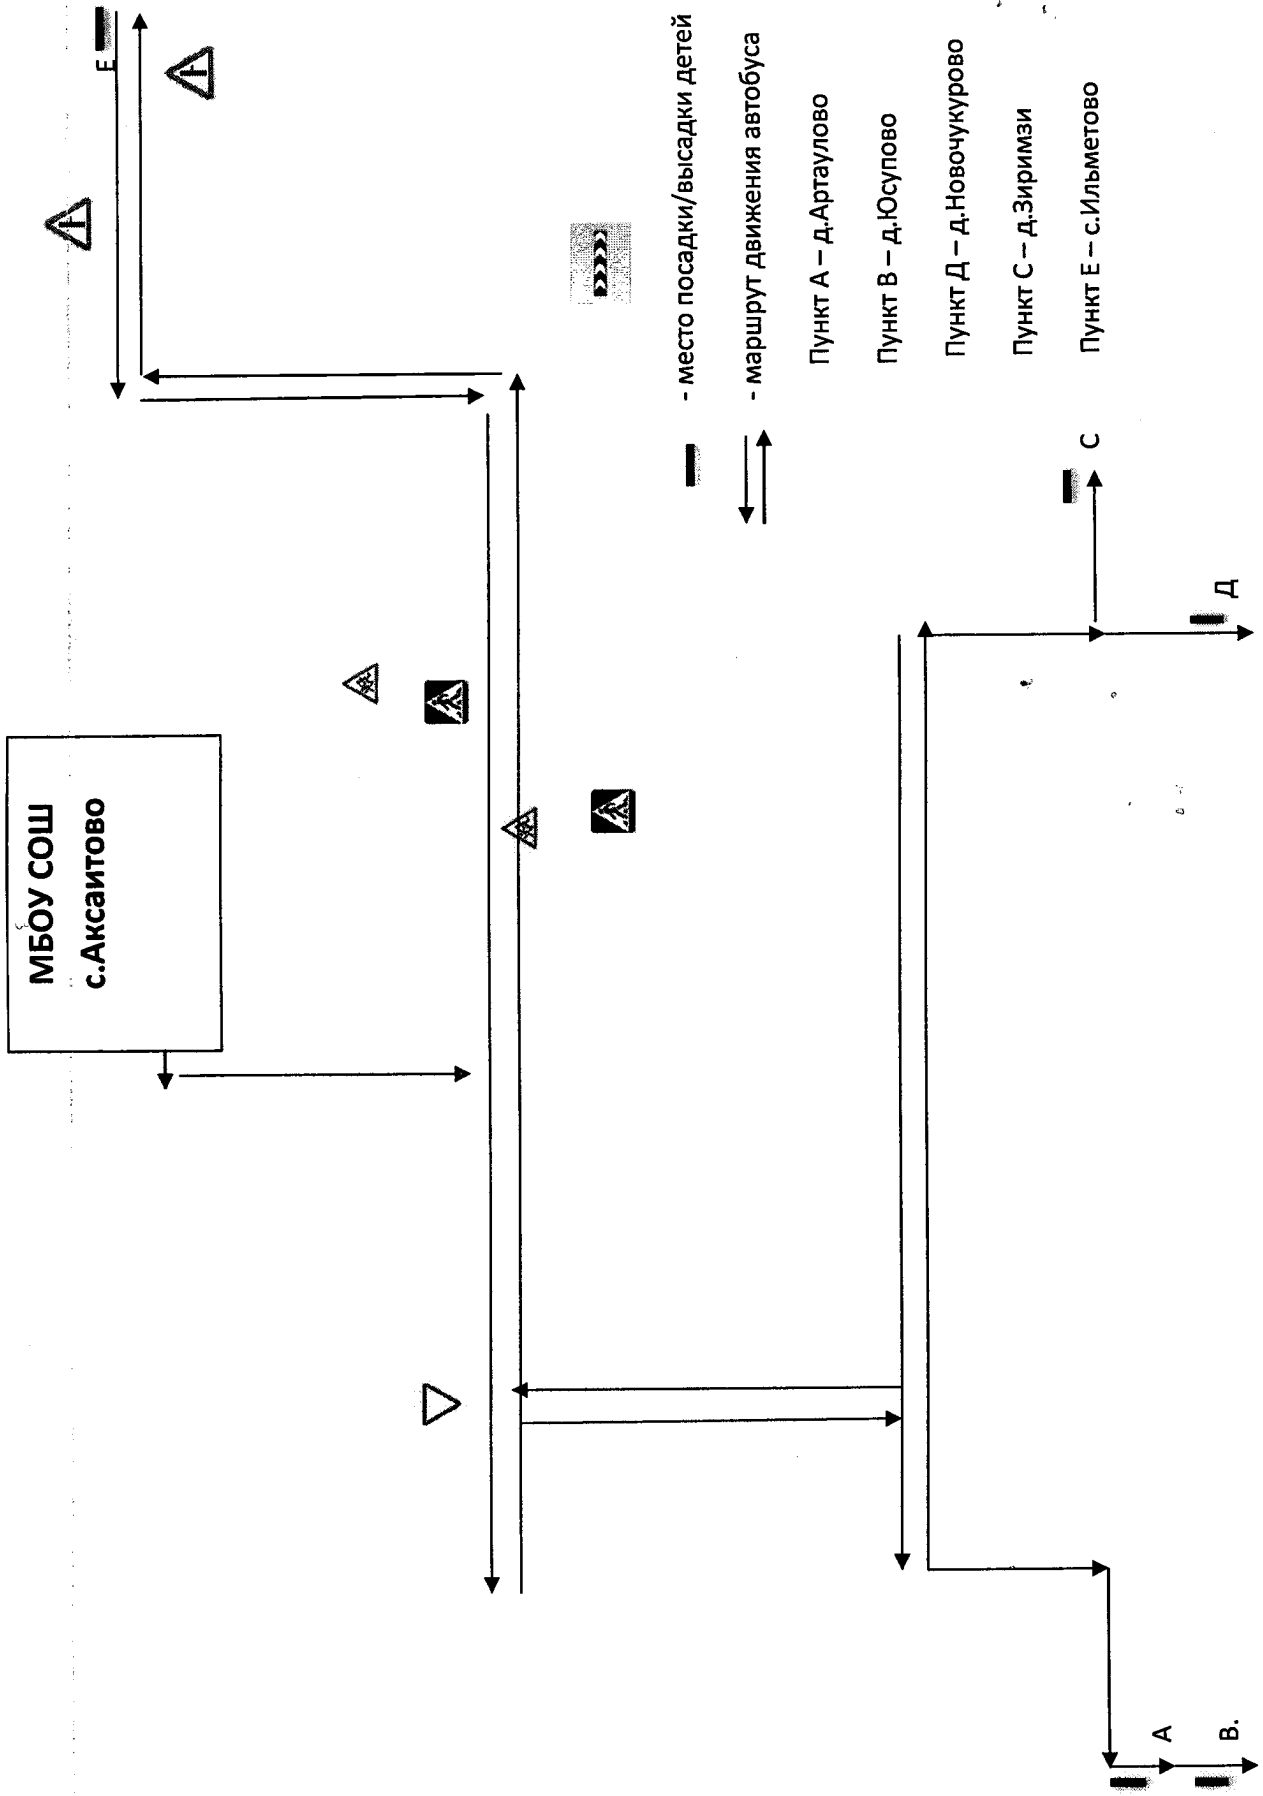 МБОУ СОШ
с.Аксаитово
Е
- место посадки/высадки детей
- маршрут движения автобуса
Пункт А – д.Артаулово
Пункт В – д.Юсупово
Пункт Д – д.Новочукурово
Пункт С – д.Зиримзи
Пункт Е – с.Ильметово
С
Д
А
В.